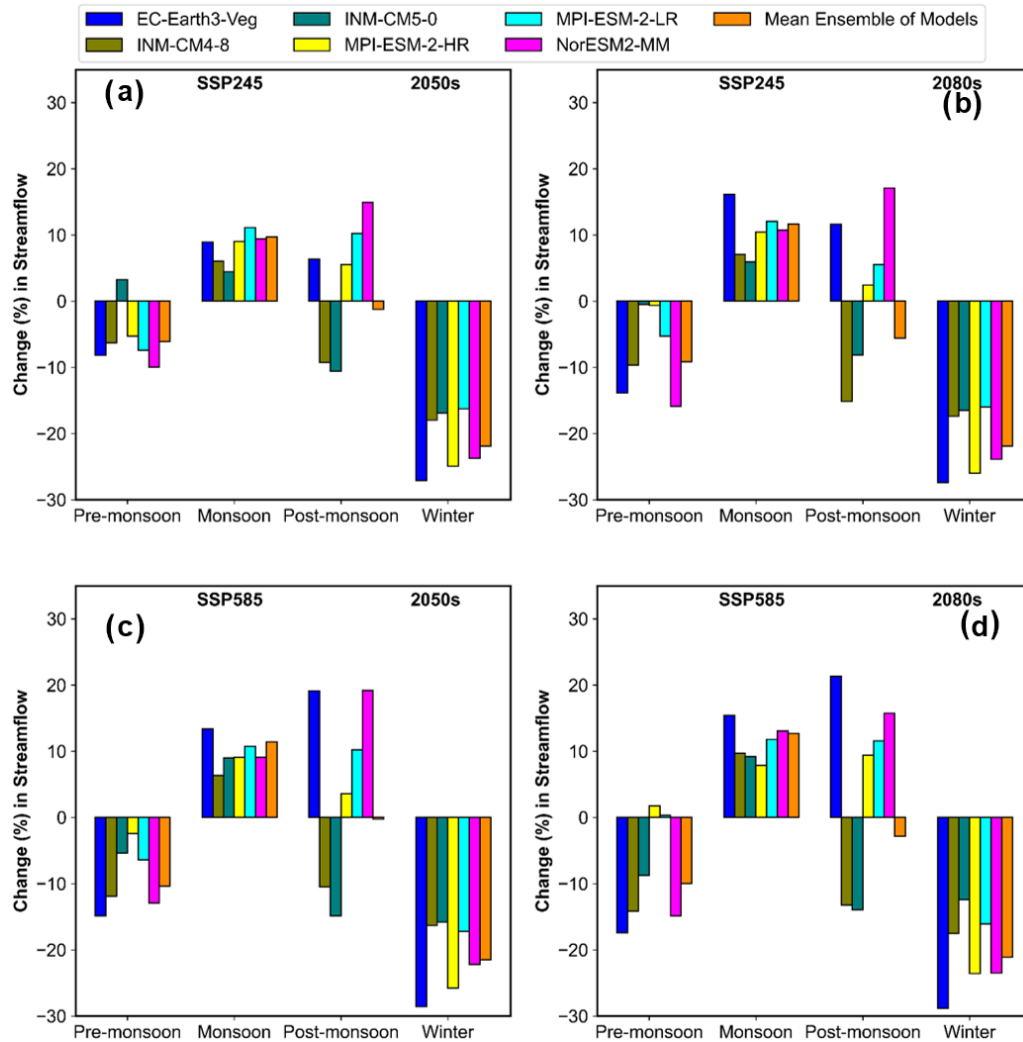 EC-Earth3-Veg INM-CM5-0 MPI-ESM-2-LR Mean Ensemble of Models
INM-CM4-8 MPI-ESM-2-HR NorESM2-MM
(a) SSP245 2050s
30
20
10
0
−10
−20
−30
Change (%) in Streamflow
Pre-monsoon Monsoon Post-monsoon Winter
SSP245 2080s (b)
30
20
10
0
−10
−20
−30
Change (%) in Streamflow
Pre-monsoon Monsoon Post-monsoon Winter
(c) SSP585 2050s
30
20
10
0
−10
−20
−30
Change (%) in Streamflow
Pre-monsoon Monsoon Post-monsoon Winter
SSP585 2080s (d)
30
20
10
0
−10
−20
−30
Change (%) in Streamflow
Pre-monsoon Monsoon Post-monsoon Winter